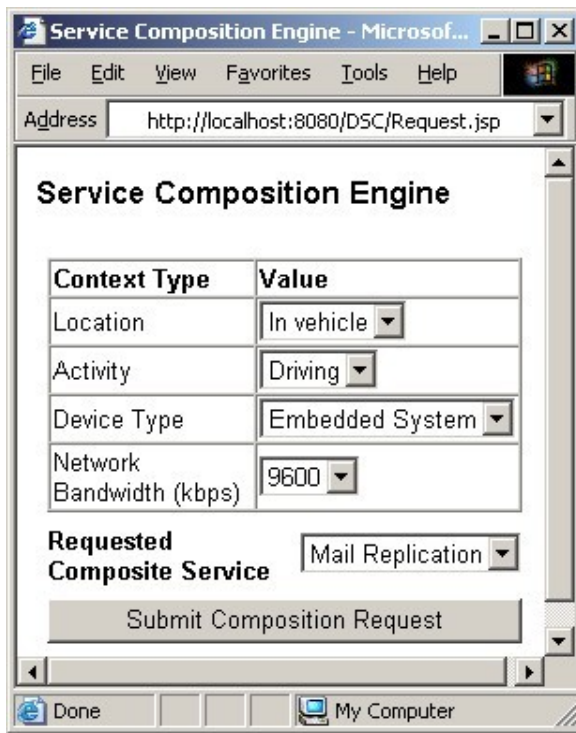 Service Composition Engine - Microsof...
File Edit View Favorites Tools Help
Address http://localhost:8080/DSC/Request.jsp
Service Composition Engine
Context Type Value
Location In vehicle
Activity Driving
Device Type Embedded System
Network
Bandwidth (kbps) 9600
Requested
Composite Service Mail Replication
Submit Composition Request
Done My Computer